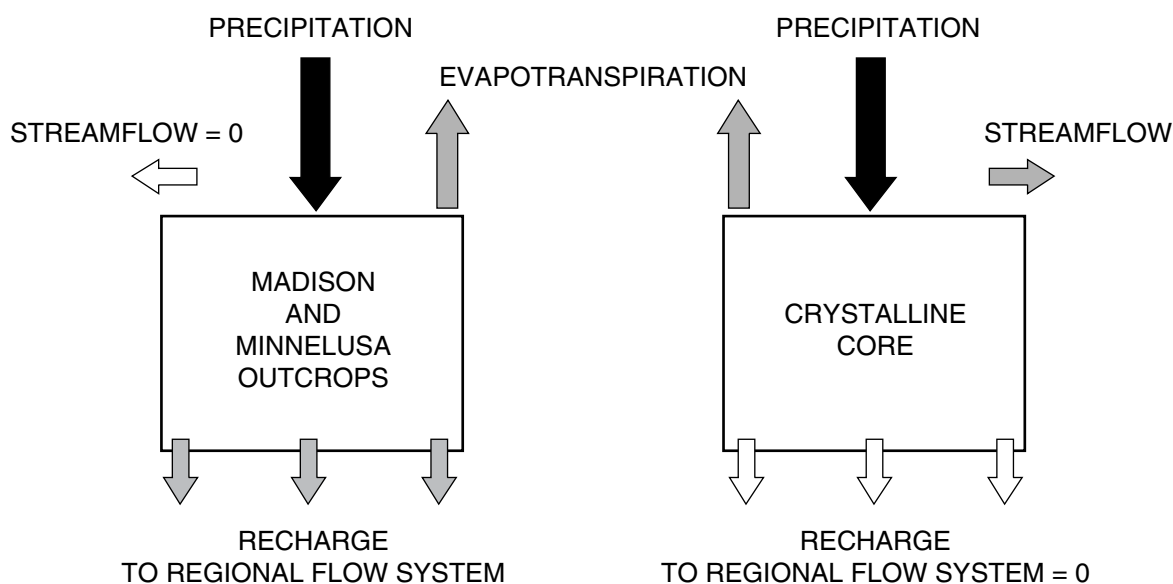 PRECIPITATION
PRECIPITATION
EVAPOTRANSPIRATION
STREAMFLOW = 0
STREAMFLOW
MADISON
AND
MINNELUSA
OUTCROPS
CRYSTALLINE
CORE
RECHARGE
TO REGIONAL FLOW SYSTEM
RECHARGE
TO REGIONAL FLOW SYSTEM = 0